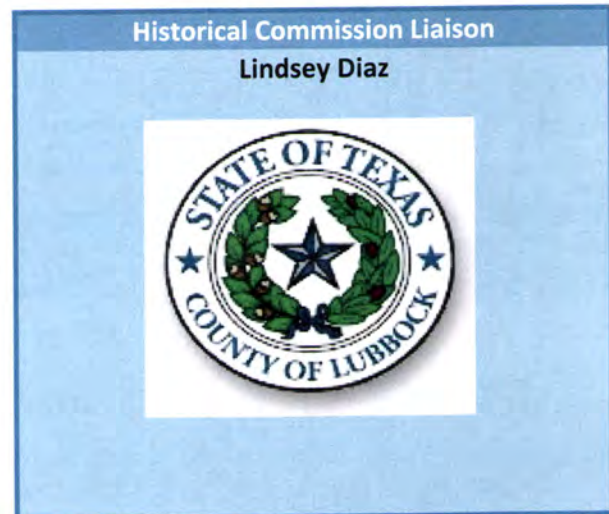 Historical Commission Liaison
Lindsey Diaz
STATE OF TEXAS
COUNTY OF LUBBOCK